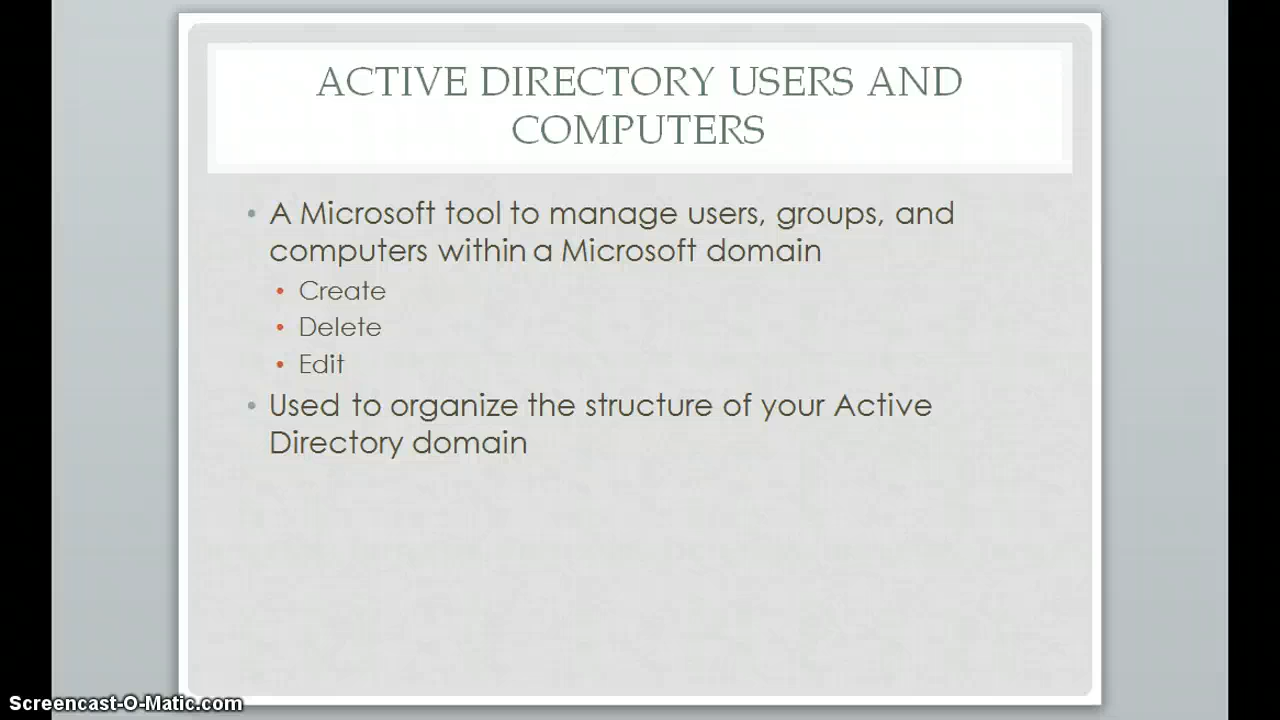 ACTIVE DIRECTORY USERS AND
COMPUTERS
• A Microsoft tool to manage users, groups, and
computers within a Microsoft domain
• Create
• Delete
• Edit
• Used to organize the structure of your Active
Directory domain
Screencast-O-Matic.com